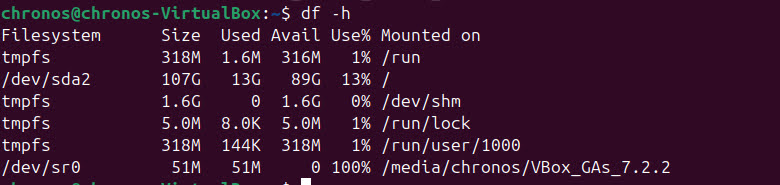 chronos@chronos-VirtualBox:~$ df -h
Filesystem      Size  Used Avail Use% Mounted on
tmpfs           318M  1.6M  316M   1% /run
/dev/sda2       107G   13G   89G  13% /
tmpfs           1.6G     0  1.6G   0% /dev/shm
tmpfs           5.0M  8.0K  5.0M   1% /run/lock
tmpfs           318M  144K  318M   1% /run/user/1000
/dev/sr0         51M   51M     0 100% /media/chronos/VBox_GAs_7.2.2
chronos@chronos-VirtualBox:~$